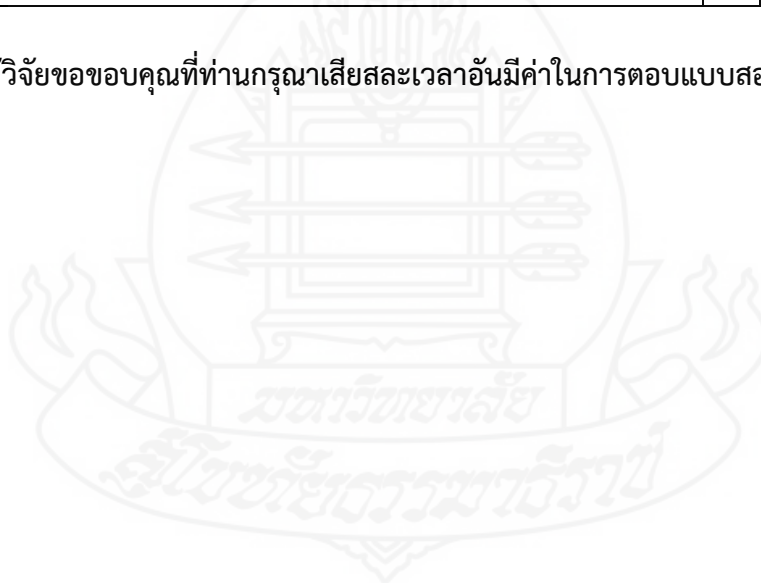 วิจัยขอขอบคุณที่ท่านกรุณาเสียสละเวลาอันมีค่าในการตอบแบบส
มหาวิทยาลัย
สุโขทัยธรรมาธิราช